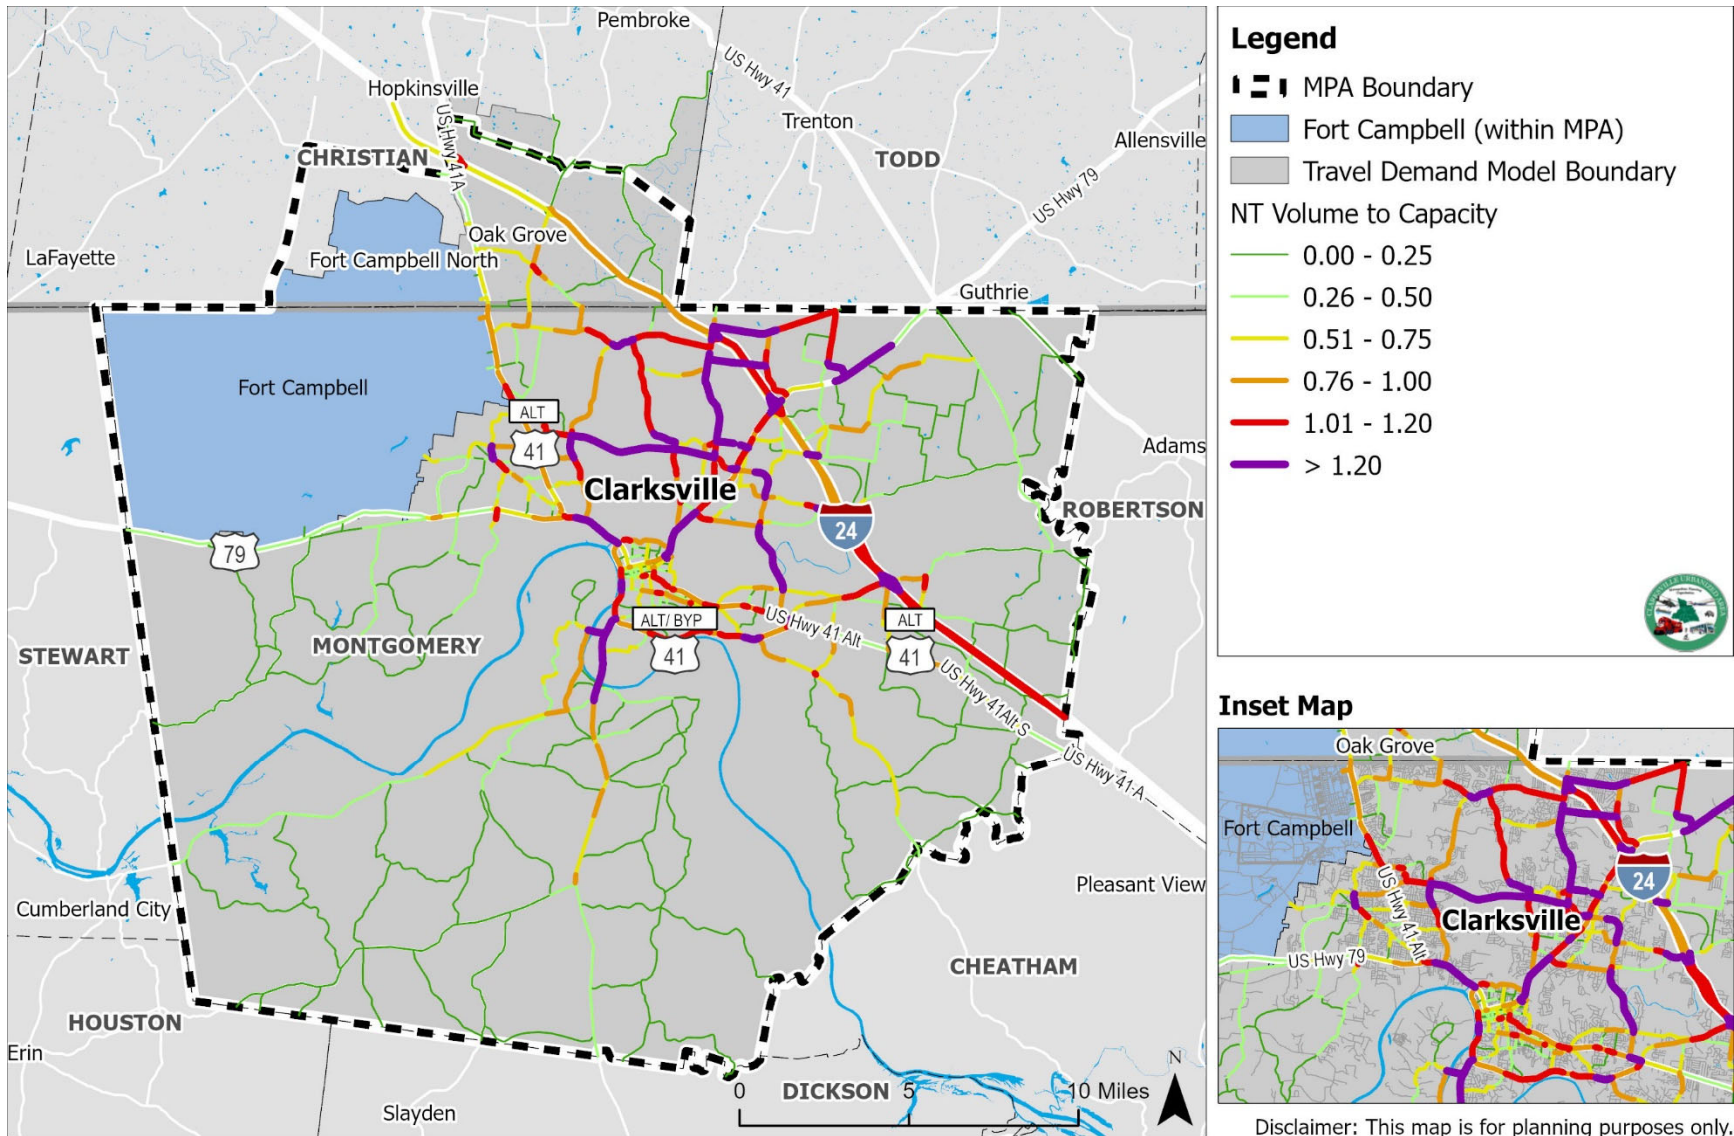 Pembroke
US Hwy 41
Hopkinsville
US Hwy 41A
Trenton
Allensville
CHRISTIAN
TODD
US Hwy 79
Oak Grove
LaFayette
Fort Campbell North
Guthrie
Fort Campbell
ALT
41
Adams
Clarksville
ROBERTSON
24
79
ALT/ BYP
41
US Hwy 41 Alt
ALT
41
MONTGOMERY
STEWART
US Hwy 41Alt S
US Hwy 41 A
Pleasant View
Cumberland City
CHEATHAM
HOUSTON
Erin
DICKSON
Slayden
0
5
10 Miles
N
Legend
MPA Boundary
Fort Campbell (within MPA)
Travel Demand Model Boundary
NT Volume to Capacity
0.00 - 0.25
0.26 - 0.50
0.51 - 0.75
0.76 - 1.00
1.01 - 1.20
> 1.20
Inset Map
Oak Grove
Fort Campbell
24
US Hwy 41 Alt
Clarksville
US Hwy 79
Disclaimer: This map is for planning purposes only.